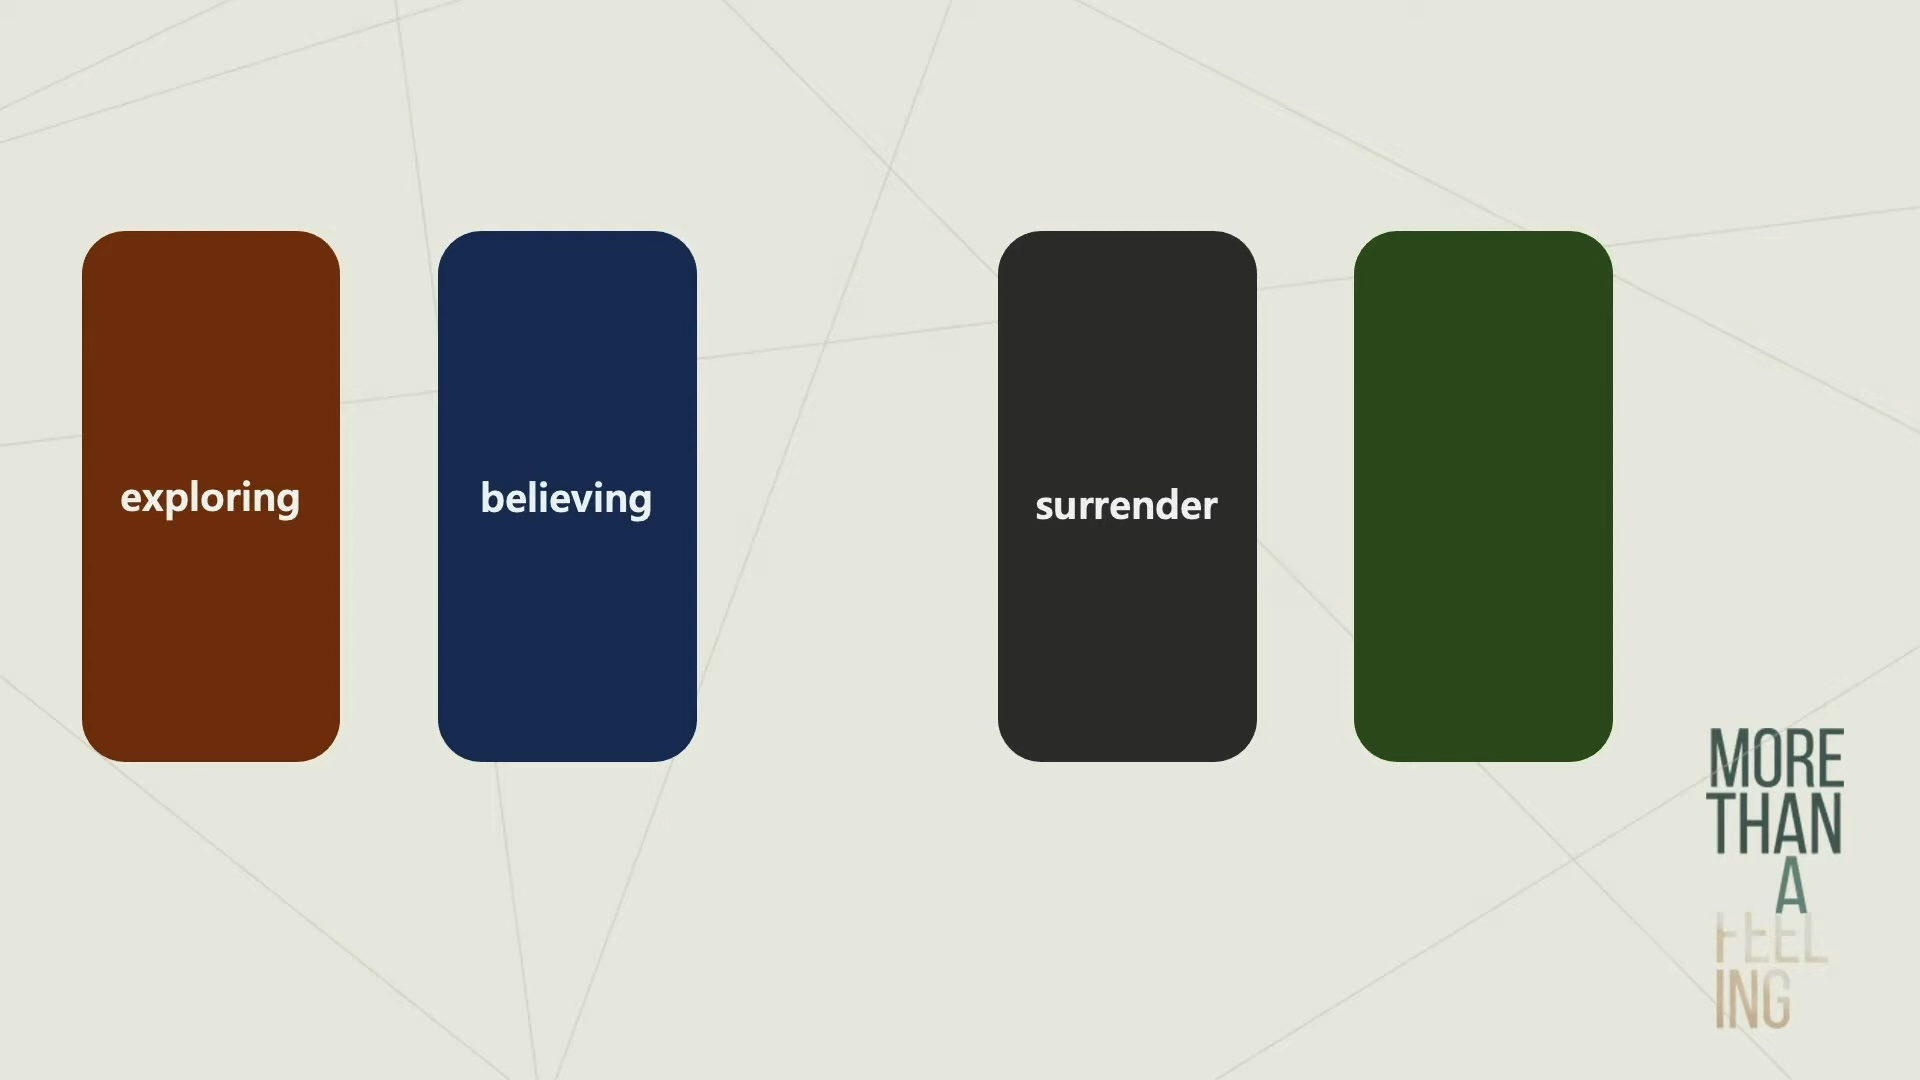 exploring
believing
surrender
MORE
THAN
A
FEEL
ING